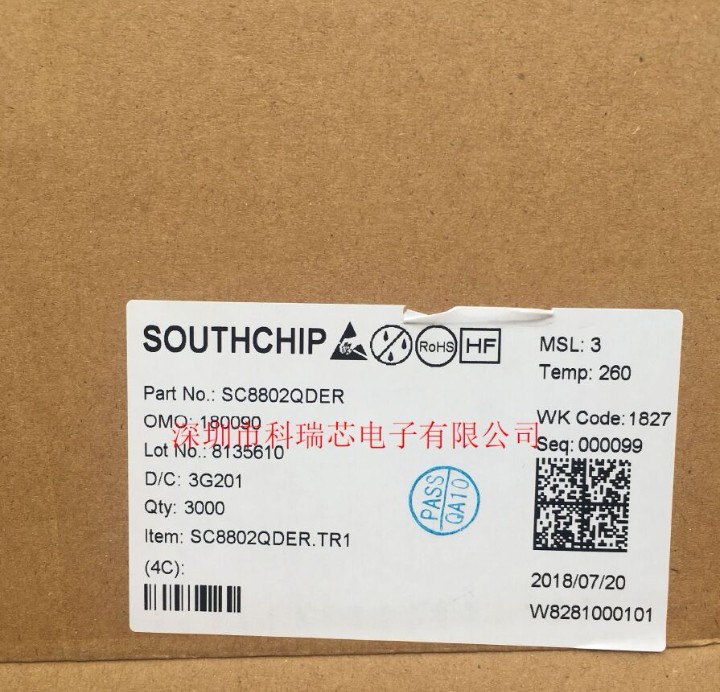 SOUTHCHIP RoHS HF
MSL: 3
Temp: 260
Part No.: SC8802QDER
OMO: 180090
WK Code: 1827
深圳市科瑞芯电子有限公司
Lot No.: 8135610
Seq: 000099
D/C: 3G201
PASS
QA10
Qty: 3000
Item: SC8802QDER.TR1
(4C):
2018/07/20
W8281000101